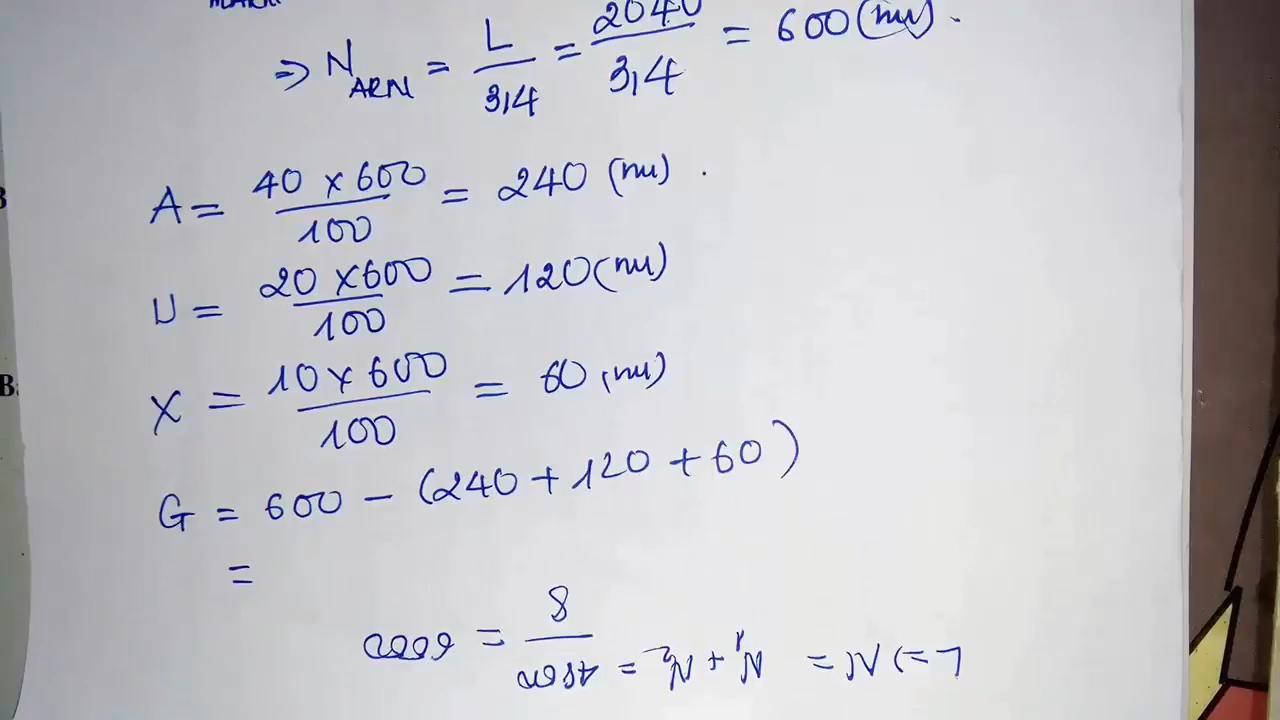 ⇒ N_ARN = L/3,4 = 2040/3,4 = 600 (nu).
A = 40 x 600/100 = 240 (nu).
U = 20 x 600/100 = 120 (nu)
X = 10 x 600/100 = 60 (nu)
G = 600 - (240 + 120 + 60)
=